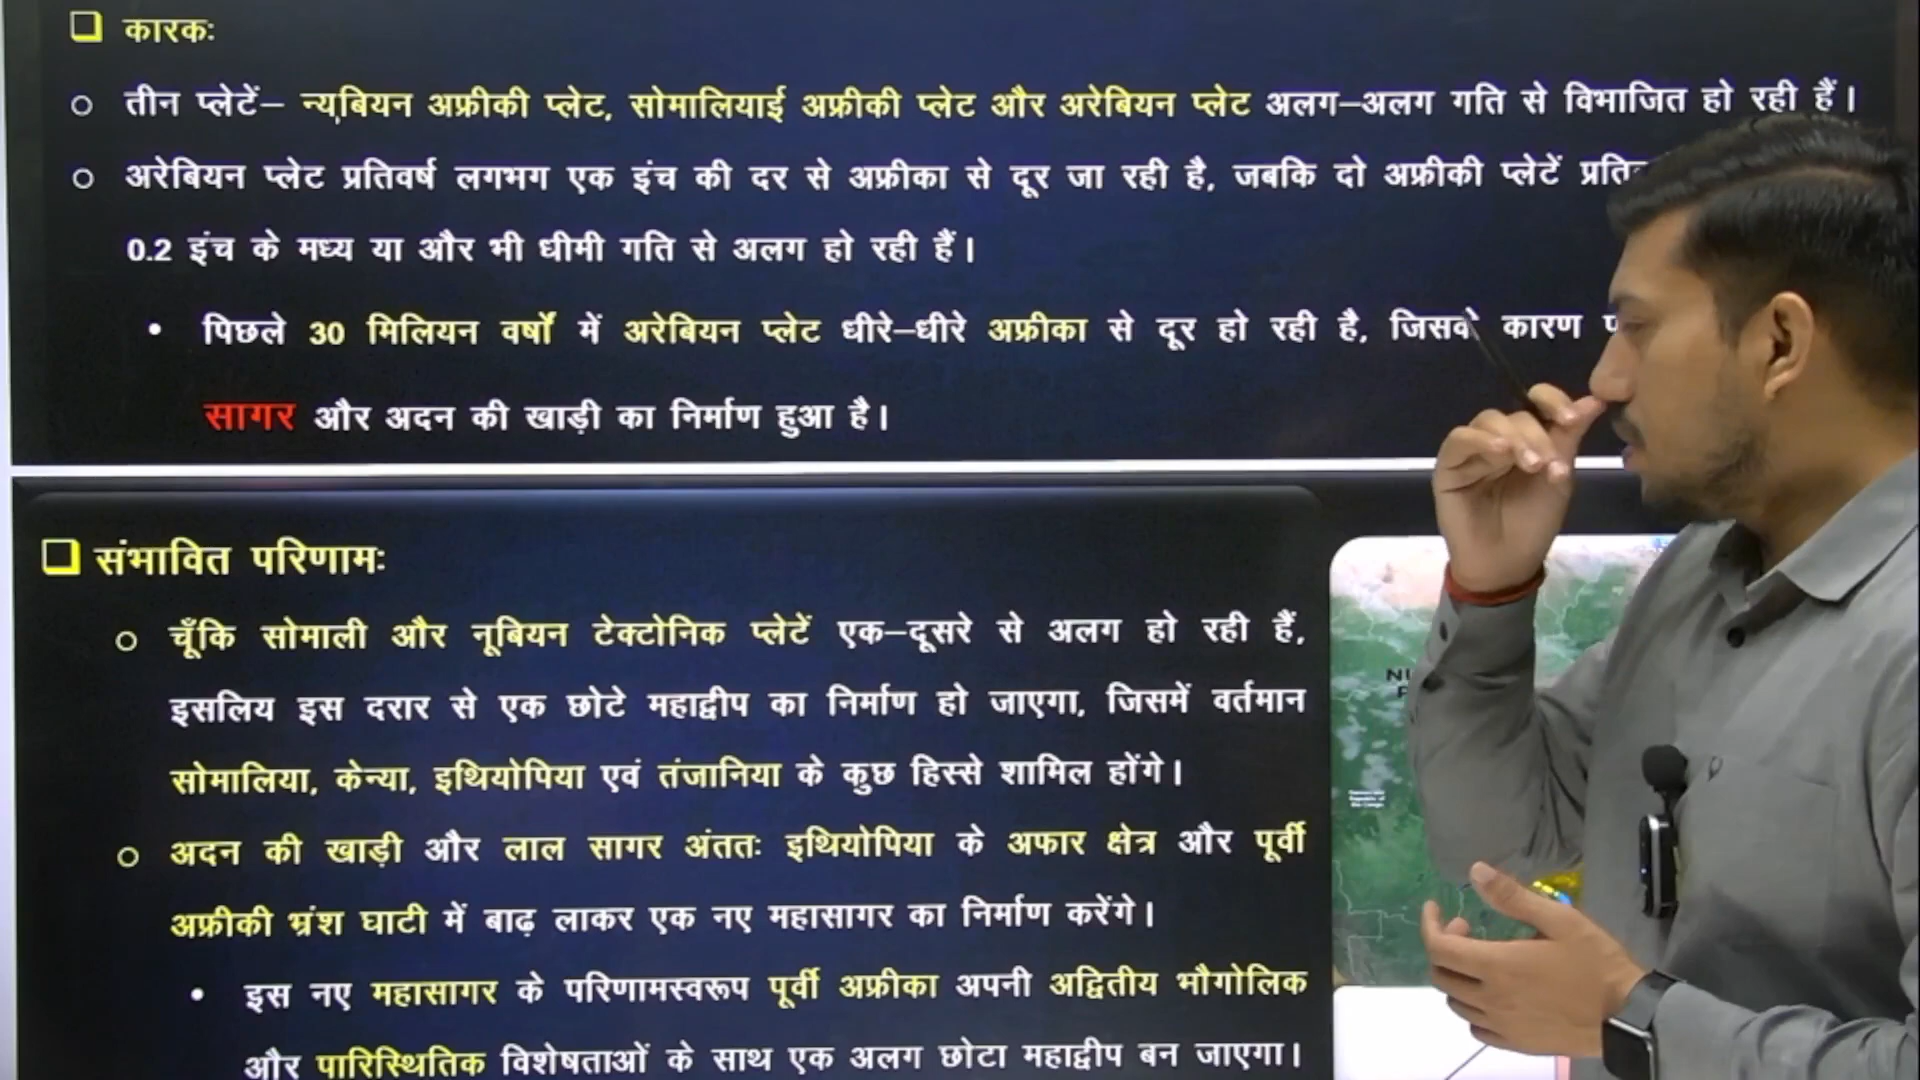 कारकः
तीन प्लेटें– न्यूबियन अफ्रीकी प्लेट, सोमालियाई अफ्रीकी प्लेट और अरेबियन प्लेट अलग–अलग गति से विभाजित हो रही हैं।
अरेबियन प्लेट प्रतिवर्ष लगभग एक इंच की दर से अफ्रीका से दूर जा रही है, जबकि दो अफ्रीकी प्लेटें
0.2 इंच के मध्य या और भी धीमी गति से अलग हो रही हैं।
पिछले 30 मिलियन वर्षों में अरेबियन प्लेट धीरे–धीरे अफ्रीका से दूर हो रही है, जिसके कारण
सागर और अदन की खाड़ी का निर्माण हुआ है।
संभावित परिणामः
चूँकि सोमाली और नूबियन टेक्टोनिक प्लेटें एक–दूसरे से अलग हो रही हैं,
इसलिय इस दरार से एक छोटे महाद्वीप का निर्माण हो जाएगा, जिसमें वर्तमान
सोमालिया, केन्या, इथियोपिया एवं तंजानिया के कुछ हिस्से शामिल होंगे।
अदन की खाड़ी और लाल सागर अंततः इथियोपिया के अफार क्षेत्र और पूर्वी
अफ्रीकी भ्रंश घाटी में बाढ़ लाकर एक नए महासागर का निर्माण करेंगे।
इस नए महासागर के परिणामस्वरूप पूर्वी अफ्रीका अपनी अद्वितीय भौगोलिक
और पारिस्थितिक विशेषताओं के साथ एक अलग छोटा महाद्वीप बन जाएगा।